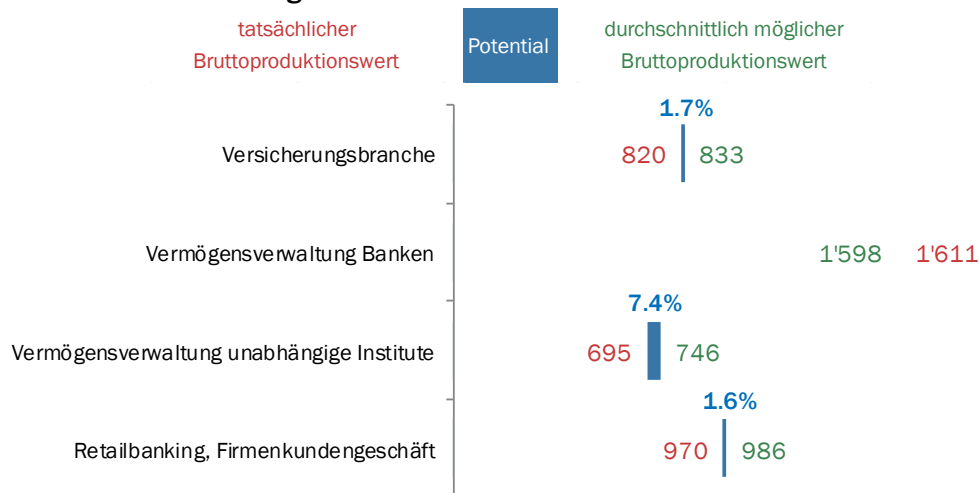 tatsächlicher
Bruttoproduktionswert
Potential
durchschnittlich möglicher
Bruttoproduktionswert
1.7%
Versicherungsbranche 820 833
Vermögensverwaltung Banken 1'598 1'611
7.4%
Vermögensverwaltung unabhängige Institute 695 746
1.6%
Retailbanking, Firmenkundengeschäft 970 986